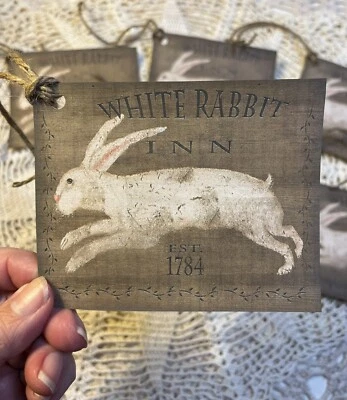 WHITE RABBIT
INN
EST.
1784